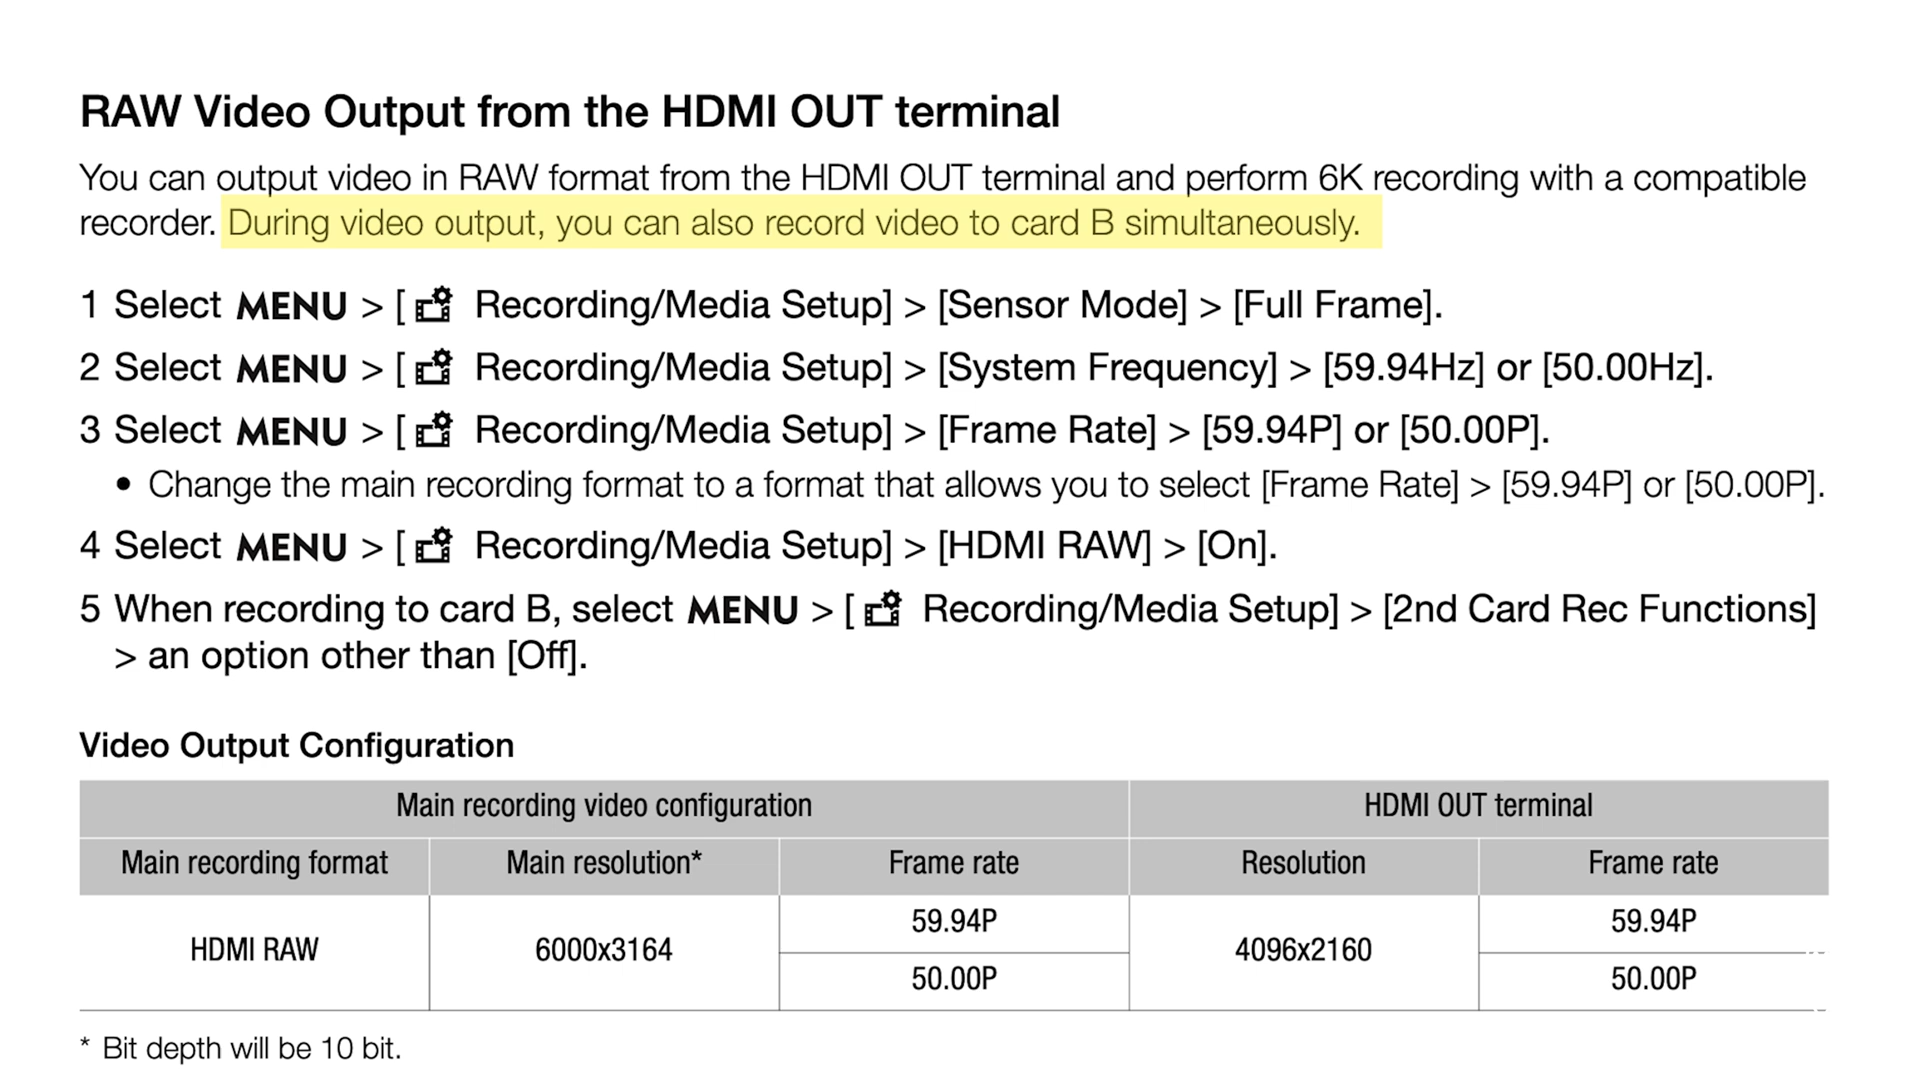 RAW Video Output from the HDMI OUT terminal
You can output video in RAW format from the HDMI OUT terminal and perform 6K recording with a compatible
recorder. During video output, you can also record video to card B simultaneously.
1 Select MENU > [ Recording/Media Setup] > [Sensor Mode] > [Full Frame].
2 Select MENU > [ Recording/Media Setup] > [System Frequency] > [59.94Hz] or [50.00Hz].
3 Select MENU > [ Recording/Media Setup] > [Frame Rate] > [59.94P] or [50.00P].
• Change the main recording format to a format that allows you to select [Frame Rate] > [59.94P] or [50.00P].
4 Select MENU > [ Recording/Media Setup] > [HDMI RAW] > [On].
5 When recording to card B, select MENU > [ Recording/Media Setup] > [2nd Card Rec Functions]
> an option other than [Off].
Video Output Configuration
Main recording video configuration HDMI OUT terminal
Main recording format Main resolution* Frame rate Resolution Frame rate
59.94P 59.94P
HDMI RAW 6000x3164 4096x2160
50.00P 50.00P
* Bit depth will be 10 bit.